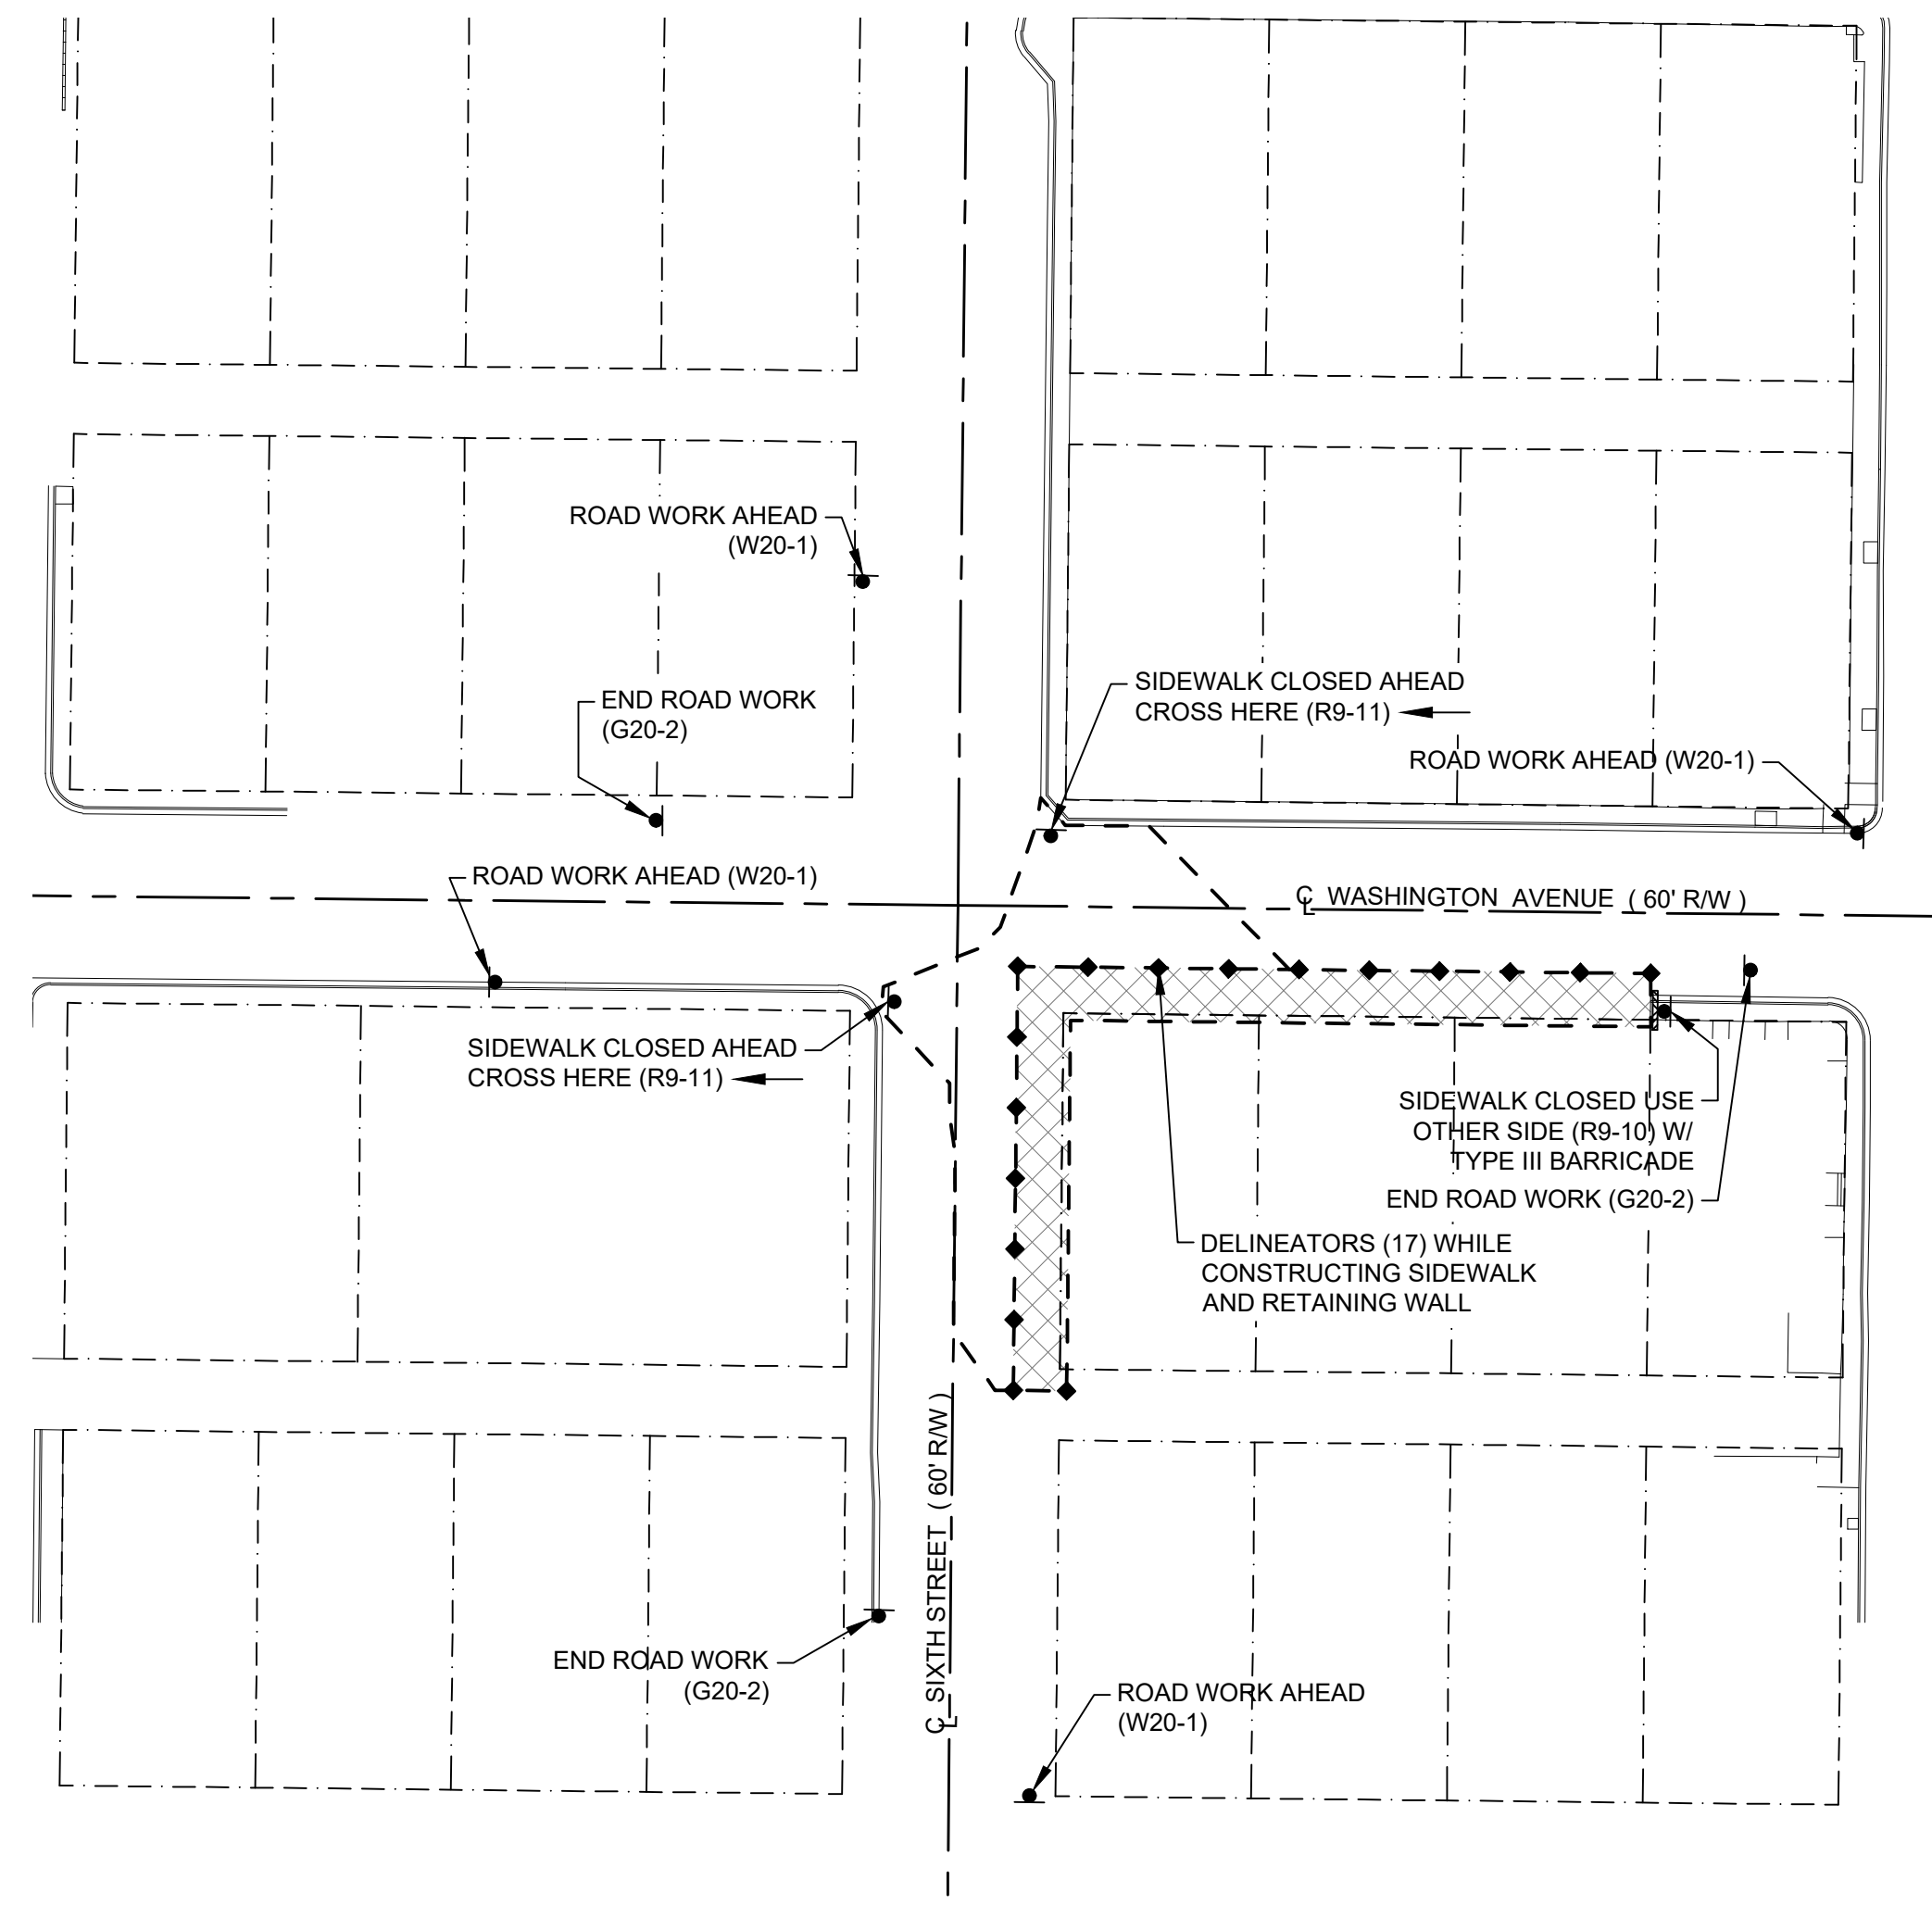 ROAD WORK AHEAD
(W20-1)
END ROAD WORK
(G20-2)
SIDEWALK CLOSED AHEAD
CROSS HERE (R9-11)
ROAD WORK AHEAD (W20-1)
ROAD WORK AHEAD (W20-1)
℄ WASHINGTON AVENUE ( 60' R/W )
SIDEWALK CLOSED AHEAD
CROSS HERE (R9-11)
SIDEWALK CLOSED USE
OTHER SIDE (R9-10) W/
TYPE III BARRICADE
END ROAD WORK (G20-2)
DELINEATORS (17) WHILE
CONSTRUCTING SIDEWALK
AND RETAINING WALL
℄ SIXTH STREET ( 60' R/W )
END ROAD WORK
(G20-2)
ROAD WORK AHEAD
(W20-1)